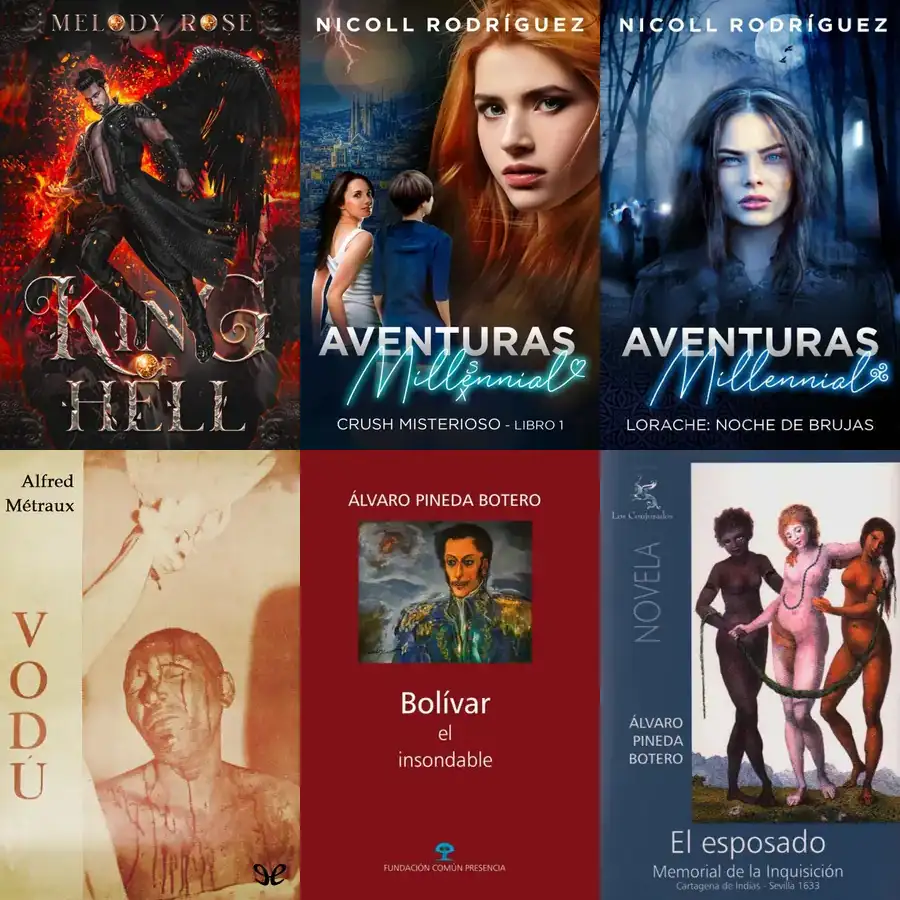 MELODY ROSE
KING
OF
HELL
NICOLL RODRÍGUEZ
AVENTURAS
Millennial
CRUSH MISTERIOSO - LIBRO 1
NICOLL RODRÍGUEZ
AVENTURAS
Millennial
LORACHE: NOCHE DE BRUJAS
Alfred
Métraux
VODÚ
ÁLVARO PINEDA BOTERO
Bolívar
el
insondable
FUNDACIÓN COMÚN PRESENCIA
Los Conjurados
NOVELA
ÁLVARO
PINEDA
BOTERO
El esposado
Memorial de la Inquisición
Cartagena de Indias - Sevilla 1633